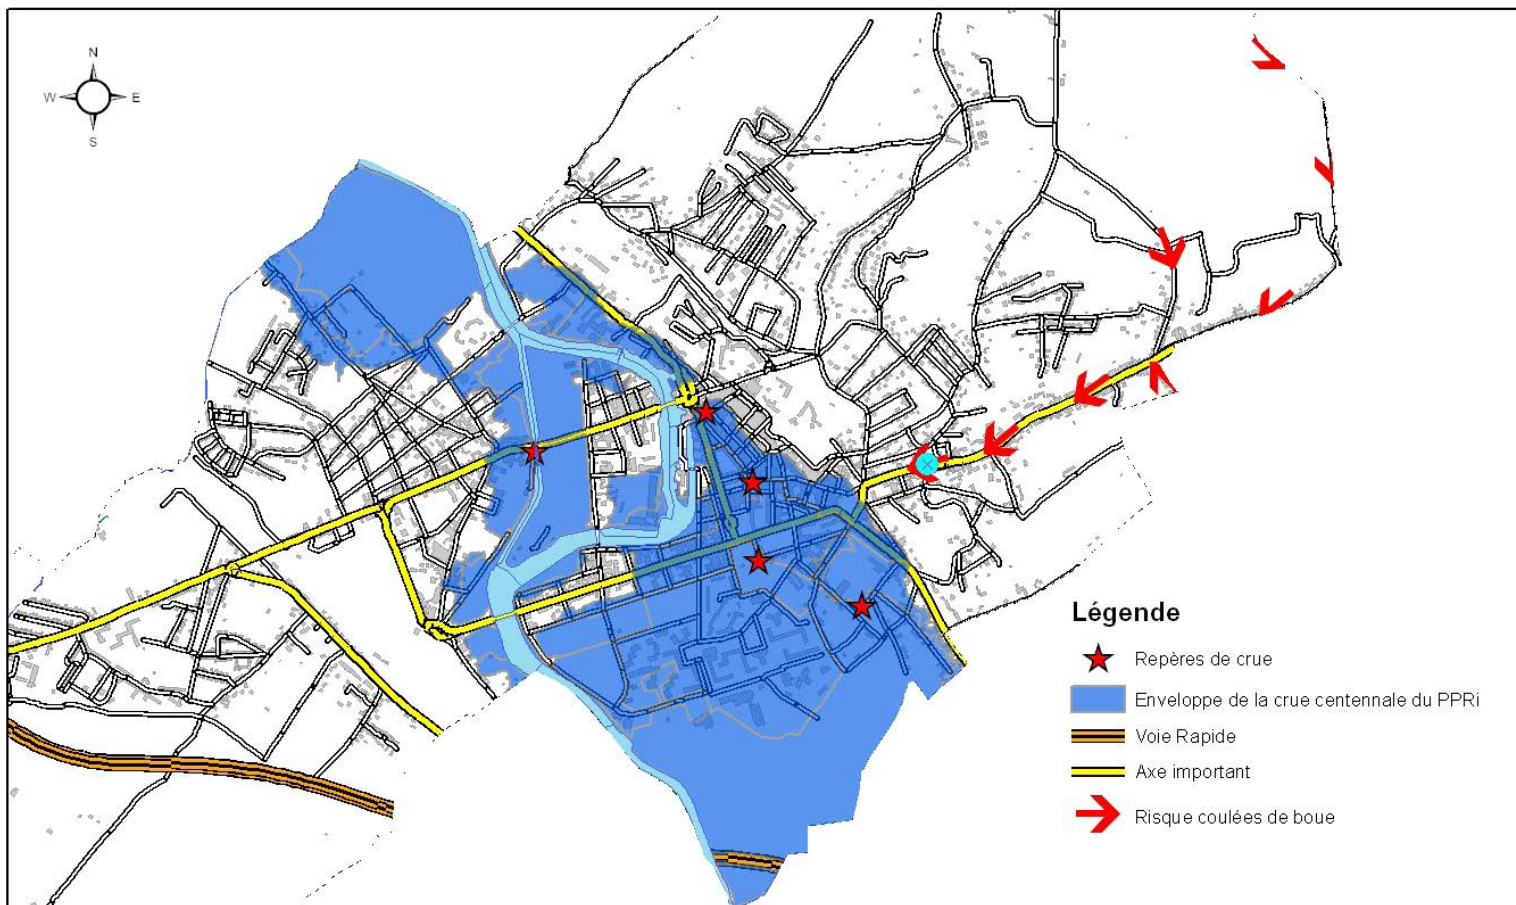 N
W E
S
Légende
Repères de crue
Enveloppe de la crue centennale du PPRi
Voie Rapide
Axe important
Risque coulées de boue